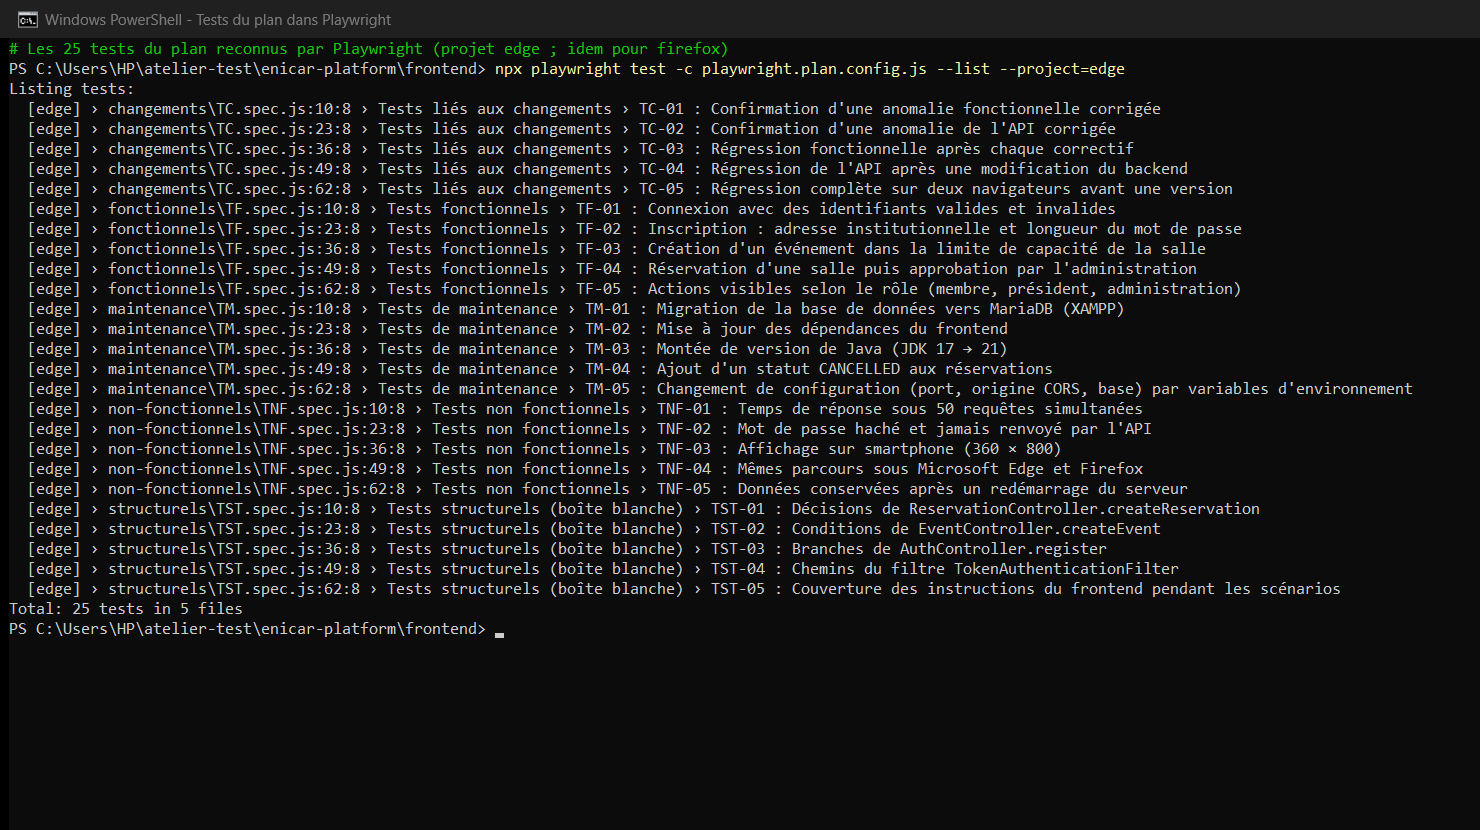 Windows PowerShell - Tests du plan dans Playwright
# Les 25 tests du plan reconnus par Playwright (projet edge ; idem pour firefox)
PS C:\Users\HP\atelier-test\enicar-platform\frontend> npx playwright test -c playwright.plan.config.js --list --project=edge
Listing tests:
[edge] › changements\TC.spec.js:10:8 › Tests liés aux changements › TC-01 : Confirmation d'une anomalie fonctionnelle corrigée
[edge] › changements\TC.spec.js:23:8 › Tests liés aux changements › TC-02 : Confirmation d'une anomalie de l'API corrigée
[edge] › changements\TC.spec.js:36:8 › Tests liés aux changements › TC-03 : Régression fonctionnelle après chaque correctif
[edge] › changements\TC.spec.js:49:8 › Tests liés aux changements › TC-04 : Régression de l'API après une modification du backend
[edge] › changements\TC.spec.js:62:8 › Tests liés aux changements › TC-05 : Régression complète sur deux navigateurs avant une version
[edge] › fonctionnels\TF.spec.js:10:8 › Tests fonctionnels › TF-01 : Connexion avec des identifiants valides et invalides
[edge] › fonctionnels\TF.spec.js:23:8 › Tests fonctionnels › TF-02 : Inscription : adresse institutionnelle et longueur du mot de passe
[edge] › fonctionnels\TF.spec.js:36:8 › Tests fonctionnels › TF-03 : Création d'un événement dans la limite de capacité de la salle
[edge] › fonctionnels\TF.spec.js:49:8 › Tests fonctionnels › TF-04 : Réservation d'une salle puis approbation par l'administration
[edge] › fonctionnels\TF.spec.js:62:8 › Tests fonctionnels › TF-05 : Actions visibles selon le rôle (membre, président, administration)
[edge] › maintenance\TM.spec.js:10:8 › Tests de maintenance › TM-01 : Migration de la base de données vers MariaDB (XAMPP)
[edge] › maintenance\TM.spec.js:23:8 › Tests de maintenance › TM-02 : Mise à jour des dépendances du frontend
[edge] › maintenance\TM.spec.js:36:8 › Tests de maintenance › TM-03 : Montée de version de Java (JDK 17 → 21)
[edge] › maintenance\TM.spec.js:49:8 › Tests de maintenance › TM-04 : Ajout d'un statut CANCELLED aux réservations
[edge] › maintenance\TM.spec.js:62:8 › Tests de maintenance › TM-05 : Changement de configuration (port, origine CORS, base) par variables d'environnement
[edge] › non-fonctionnels\TNF.spec.js:10:8 › Tests non fonctionnels › TNF-01 : Temps de réponse sous 50 requêtes simultanées
[edge] › non-fonctionnels\TNF.spec.js:23:8 › Tests non fonctionnels › TNF-02 : Mot de passe haché et jamais renvoyé par l'API
[edge] › non-fonctionnels\TNF.spec.js:36:8 › Tests non fonctionnels › TNF-03 : Affichage sur smartphone (360 × 800)
[edge] › non-fonctionnels\TNF.spec.js:49:8 › Tests non fonctionnels › TNF-04 : Mêmes parcours sous Microsoft Edge et Firefox
[edge] › non-fonctionnels\TNF.spec.js:62:8 › Tests non fonctionnels › TNF-05 : Données conservées après un redémarrage du serveur
[edge] › structurels\TST.spec.js:10:8 › Tests structurels (boîte blanche) › TST-01 : Décisions de ReservationController.createReservation
[edge] › structurels\TST.spec.js:23:8 › Tests structurels (boîte blanche) › TST-02 : Conditions de EventController.createEvent
[edge] › structurels\TST.spec.js:36:8 › Tests structurels (boîte blanche) › TST-03 : Branches de AuthController.register
[edge] › structurels\TST.spec.js:49:8 › Tests structurels (boîte blanche) › TST-04 : Chemins du filtre TokenAuthenticationFilter
[edge] › structurels\TST.spec.js:62:8 › Tests structurels (boîte blanche) › TST-05 : Couverture des instructions du frontend pendant les scénarios
Total: 25 tests in 5 files
PS C:\Users\HP\atelier-test\enicar-platform\frontend>